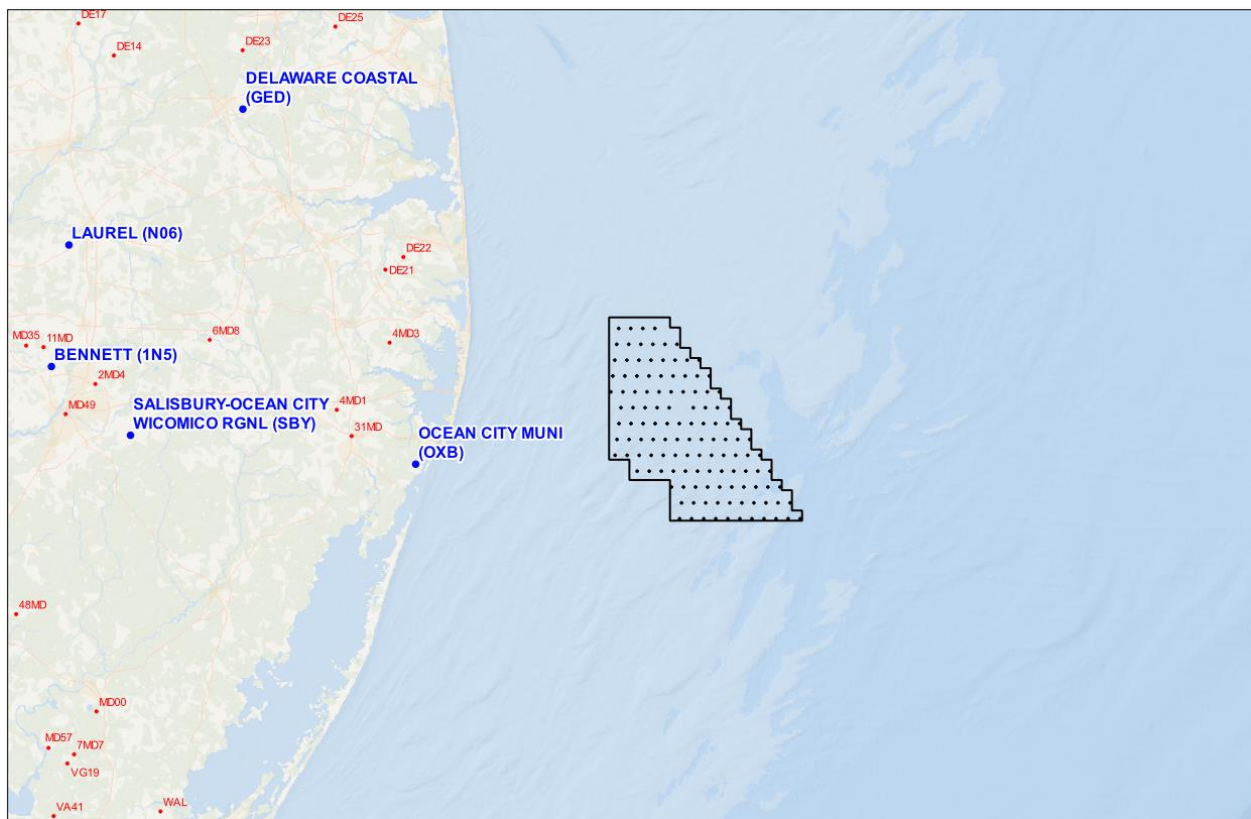 DE17
DE25
DE14
DE23
DELAWARE COASTAL
(GED)
LAUREL (N06)
DE22
DE21
MD35
11MD
6MD8
4MD3
BENNETT (1N5)
2MD4
MD49
SALISBURY-OCEAN CITY
WICOMICO RGNL (SBY)
4MD1
31MD
OCEAN CITY MUNI
(OXB)
48MD
MD00
MD57
7MD7
VG19
VA41
WAL